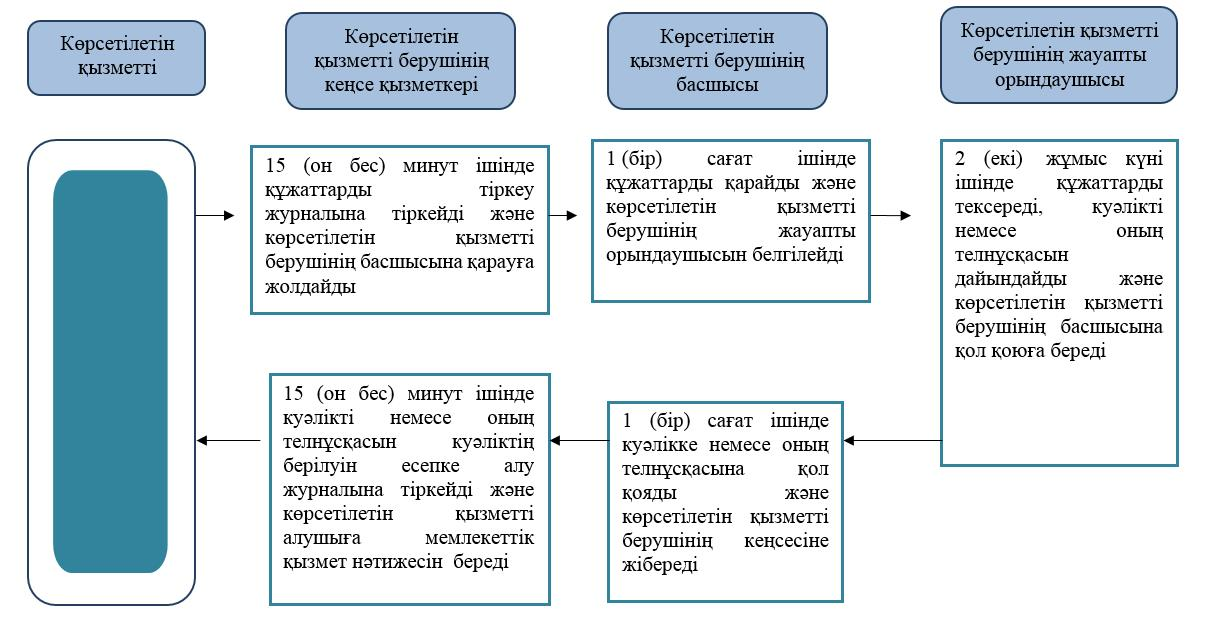 Көрсетілетін
қызметті
Көрсетілетін
қызметті берушінің
кеңсе қызметкері
Көрсетілетін
қызметті берушінің
басшысы
Көрсетілетін қызметті
берушінің жауапты
орындаушысы
15 (он бес) минут ішінде
құжаттарды тіркеу
журналына тіркейді және
көрсетілетін қызметті
берушінің басшысына қарауға
жолдайды
1 (бір) сағат ішінде
құжаттарды қарайды және
көрсетілетін қызметті
берушінің жауапты
орындаушысын белгілейді
2 (екі) жұмыс күні
ішінде құжаттарды
тексереді, куәлікті
немесе оның
телнұсқасын
дайындайды және
көрсетілетін қызметті
берушінің басшысына
қол қоюға береді
15 (он бес) минут ішінде
куәлікті немесе оның
телнұсқасын куәліктің
берілуін есепке алу
журналына тіркейді және
көрсетілетін қызметті
алушыға мемлекеттік
қызмет нәтижесін береді
1 (бір) сағат ішінде
куәлікке немесе оның
телнұсқасына қол
қояды және
көрсетілетін қызметті
берушінің кеңсесіне
жібереді